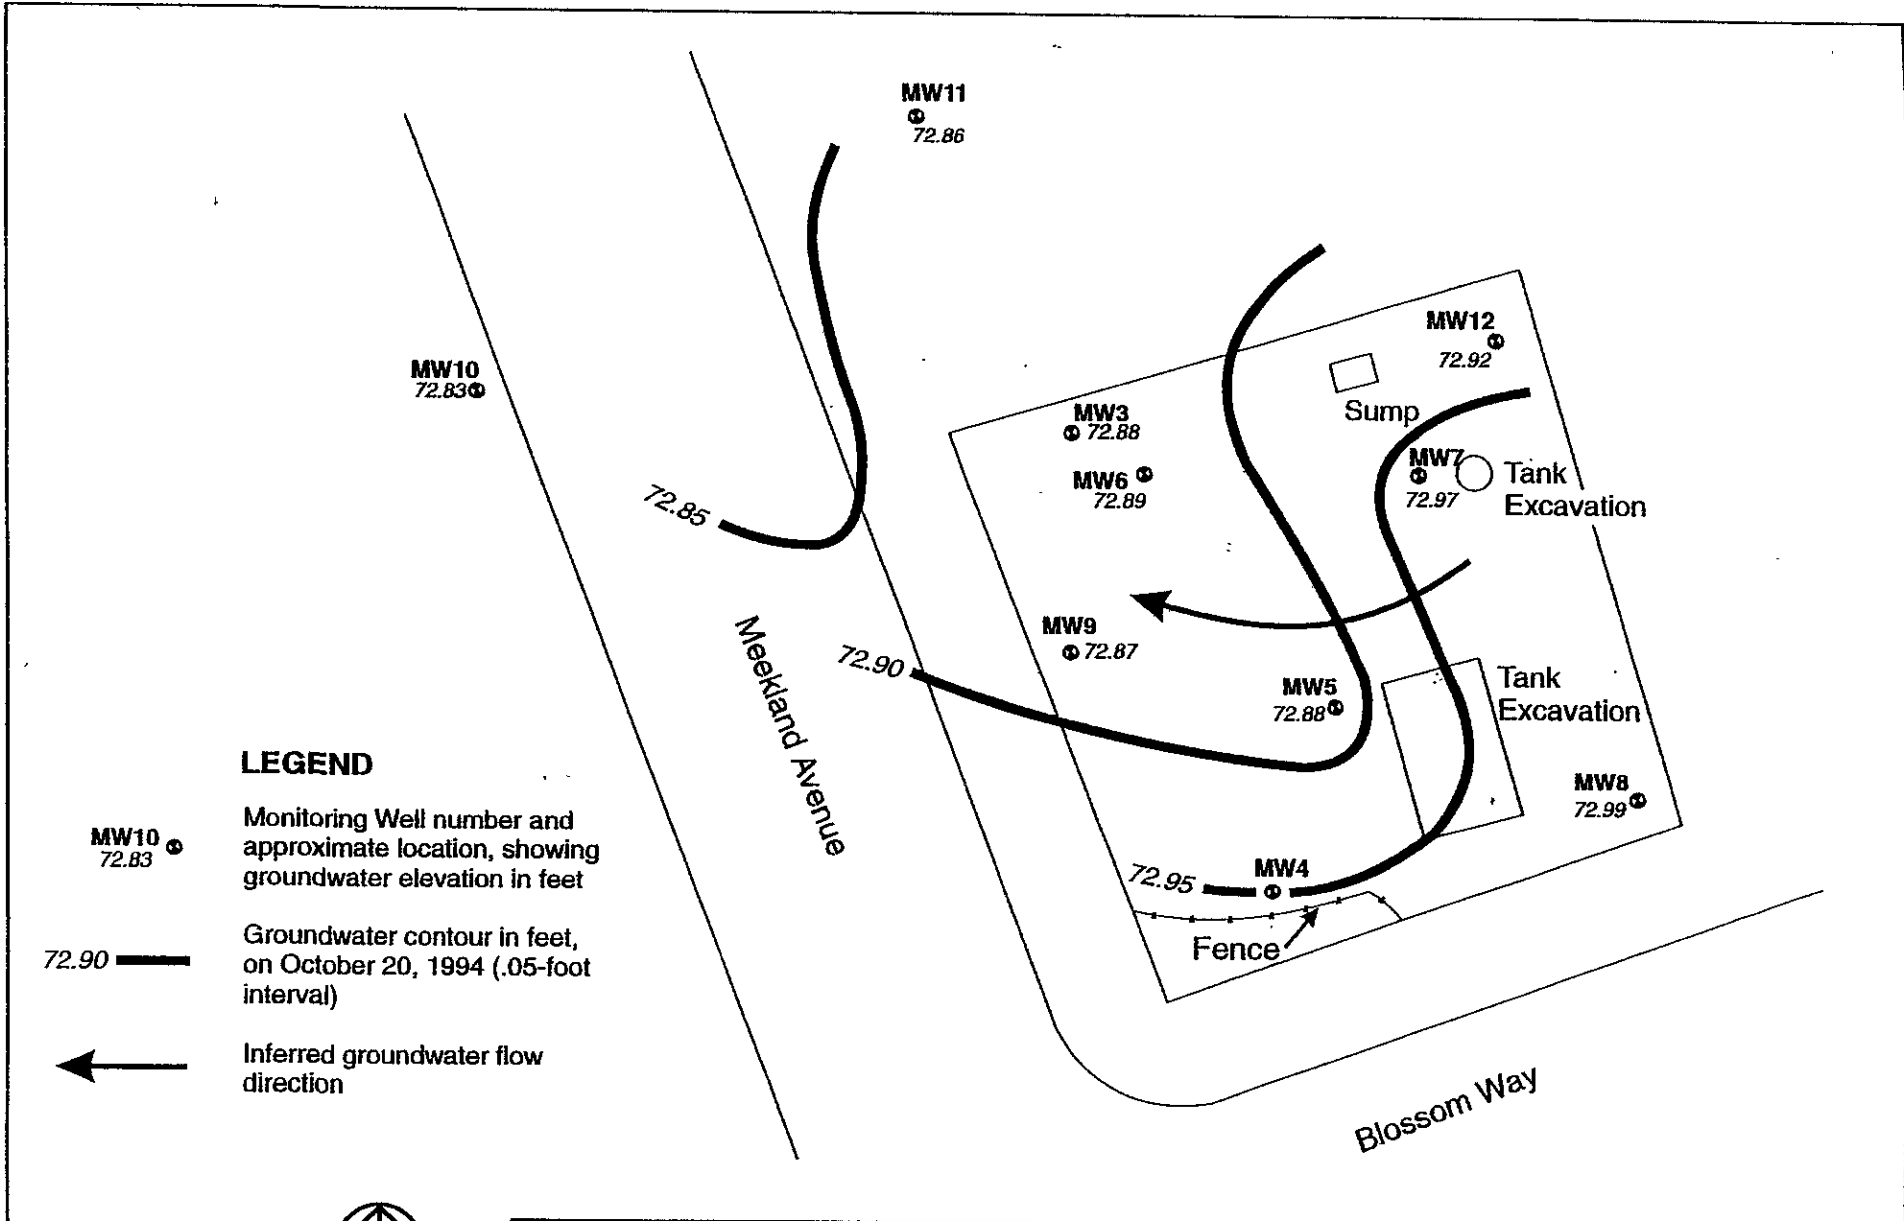 MW11
72.86
MW10
72.83
MW12
72.92
Sump
MW3
72.88
MW6
72.89
MW7
72.97
Tank
Excavation
72.85
MW9
72.87
72.90
Meekland Avenue
MW5
72.88
Tank
Excavation
MW8
72.99
72.95
MW4
Fence
Blossom Way
LEGEND
MW10
72.83
Monitoring Well number and
approximate location, showing
groundwater elevation in feet
72.90
Groundwater contour in feet,
on October 20, 1994 (.05-foot
interval)
Inferred groundwater flow
direction